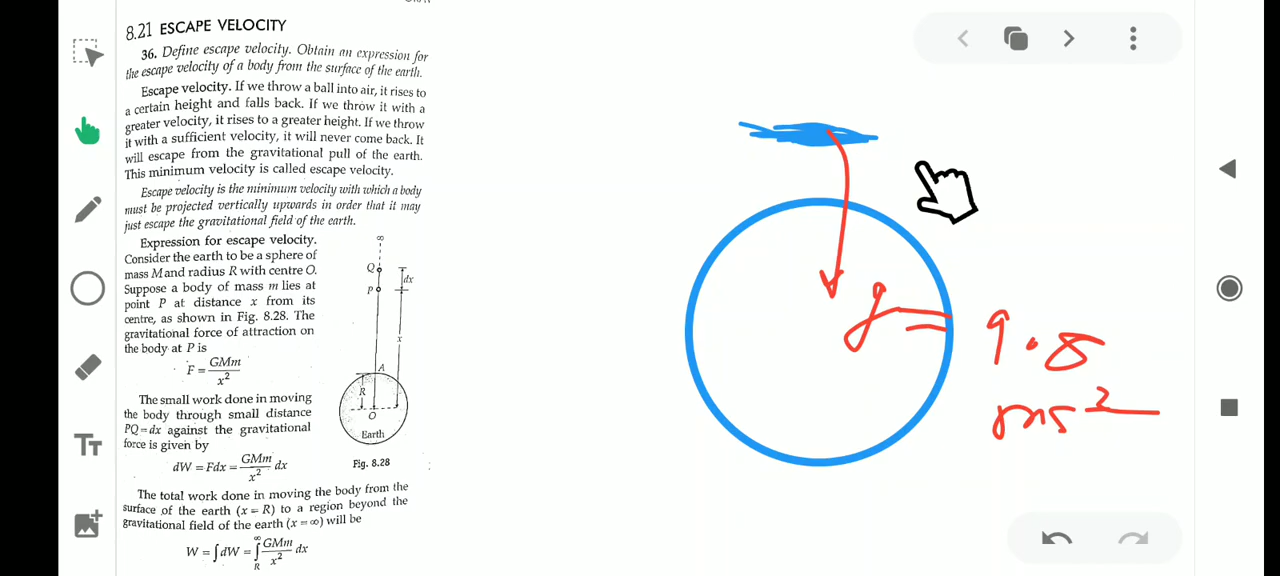 8.21 ESCAPE VELOCITY
36. Define escape velocity. Obtain an expression for
the escape velocity of a body from the surface of the earth.
Escape velocity. If we throw a ball into air, it rises to
a certain height and falls back. If we throw it with a
greater velocity, it rises to a greater height. If we throw
it with a sufficient velocity, it will never come back. It
will escape from the gravitational pull of the earth.
This minimum velocity is called escape velocity.
Escape velocity is the minimum velocity with which a body
must be projected vertically upwards in order that it may
just escape the gravitational field of the earth.
Expression for escape velocity.
Consider the earth to be a sphere of
mass M and radius R with centre O.
Suppose a body of mass m lies at
point P at distance x from its
centre, as shown in Fig. 8.28. The
gravitational force of attraction on
the body at P is
F = GMm / x²
The small work done in moving
the body through small distance
PQ = dx against the gravitational
force is given by
dW = Fdx = GMm / x² dx
∞
Q
P
dx
x
A
R
O
Earth
Fig. 8.28
The total work done in moving the body from the
surface of the earth (x = R) to a region beyond the
gravitational field of the earth (x = ∞) will be
W = ∫dW = ∫_R^∞ GMm / x² dx
g = 9.8
ms²
TT